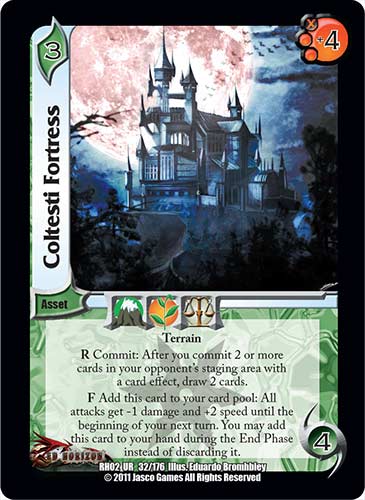 3
+4
Coltesti Fortress
Asset
Terrain
R Commit: After you commit 2 or more
cards in your opponent's staging area with
a card effect, draw 2 cards.
F Add this card to your card pool: All
attacks get -1 damage and +2 speed until the
beginning of your next turn. You may add
this card to your hand during the End Phase
instead of discarding it.
4
RED HORIZON
RH02 UR 32/176 Illus. Eduardo Bromhbley
© 2011 Jasco Games All Rights Reserved